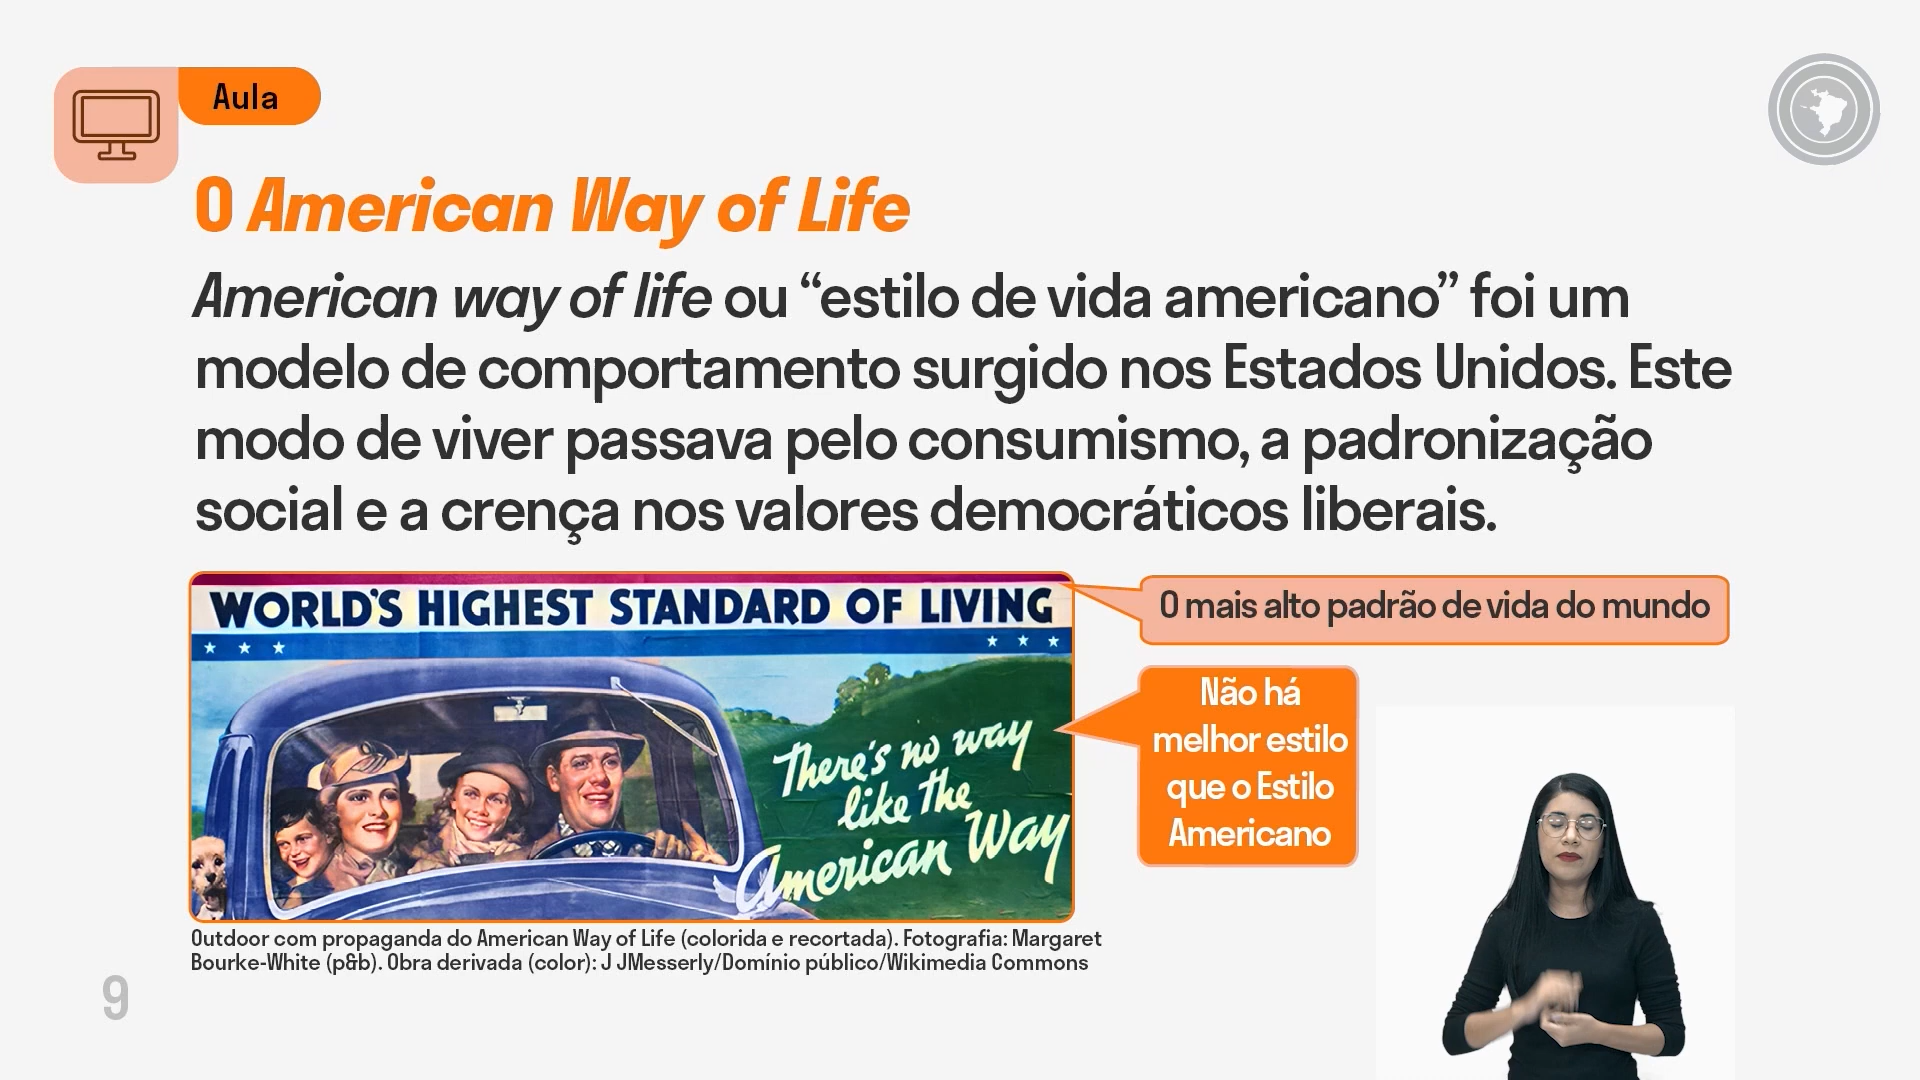 Aula
O American Way of Life
American way of life ou “estilo de vida americano” foi um
modelo de comportamento surgido nos Estados Unidos. Este
modo de viver passava pelo consumismo, a padronização
social e a crença nos valores democráticos liberais.
WORLD'S HIGHEST STANDARD OF LIVING
O mais alto padrão de vida do mundo
There's no way
like the
American Way
Não há
melhor estilo
que o Estilo
Americano
Outdoor com propaganda do American Way of Life (colorida e recortada). Fotografia: Margaret
Bourke-White (p&b). Obra derivada (color): J JMesserly/Domínio público/Wikimedia Commons
9